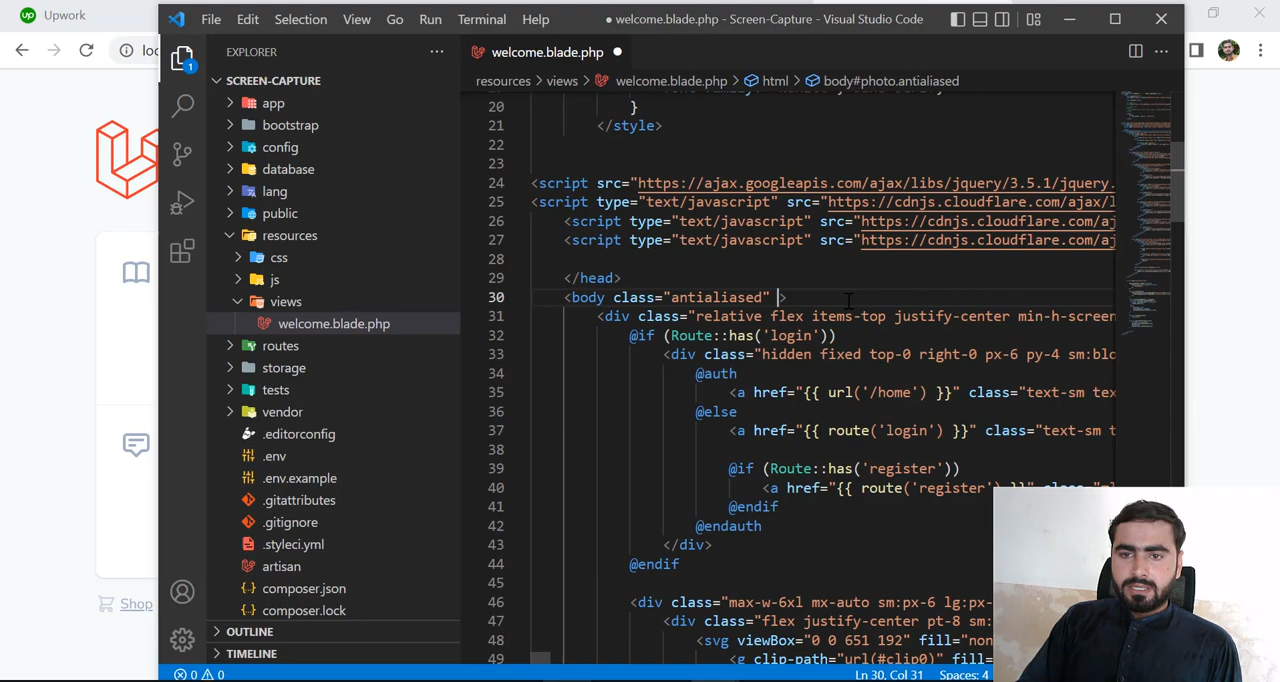 Upwork
loc
Shop
File Edit Selection View Go Run Terminal Help
● welcome.blade.php - Screen-Capture - Visual Studio Code
EXPLORER
SCREEN-CAPTURE
app
bootstrap
config
database
lang
public
resources
css
js
views
welcome.blade.php
routes
storage
tests
vendor
.editorconfig
.env
.env.example
.gitattributes
.gitignore
.styleci.yml
artisan
composer.json
composer.lock
OUTLINE
TIMELINE
welcome.blade.php
resources > views > welcome.blade.php > html > body#photo.antialiased
20 }
21 </style>
22
23
24 <script src="https://ajax.googleapis.com/ajax/libs/jquery/3.5.1/jquery.
25 <script type="text/javascript" src="https://cdnjs.cloudflare.com/ajax/l
26 <script type="text/javascript" src="https://cdnjs.cloudflare.com/aj
27 <script type="text/javascript" src="https://cdnjs.cloudflare.com/aj
28
29 </head>
30 <body class="antialiased" >
31 <div class="relative flex items-top justify-center min-h-screen
32 @if (Route::has('login'))
33 <div class="hidden fixed top-0 right-0 px-6 py-4 sm:blo
34 @auth
35 <a href="{{ url('/home') }}" class="text-sm tex
36 @else
37 <a href="{{ route('login') }}" class="text-sm t
38
39 @if (Route::has('register'))
40 <a href="{{ route('register') }}"
41 @endif
42 @endauth
43 </div>
44 @endif
45
46 <div class="max-w-6xl mx-auto sm:px-6 lg:px-
47 <div class="flex justify-center pt-8 sm:
48 <svg viewBox="0 0 651 192" fill="non
49 <g clip-path="url(#clip0)" fill=
0 0
Ln 30, Col 31 Spaces: 4
1